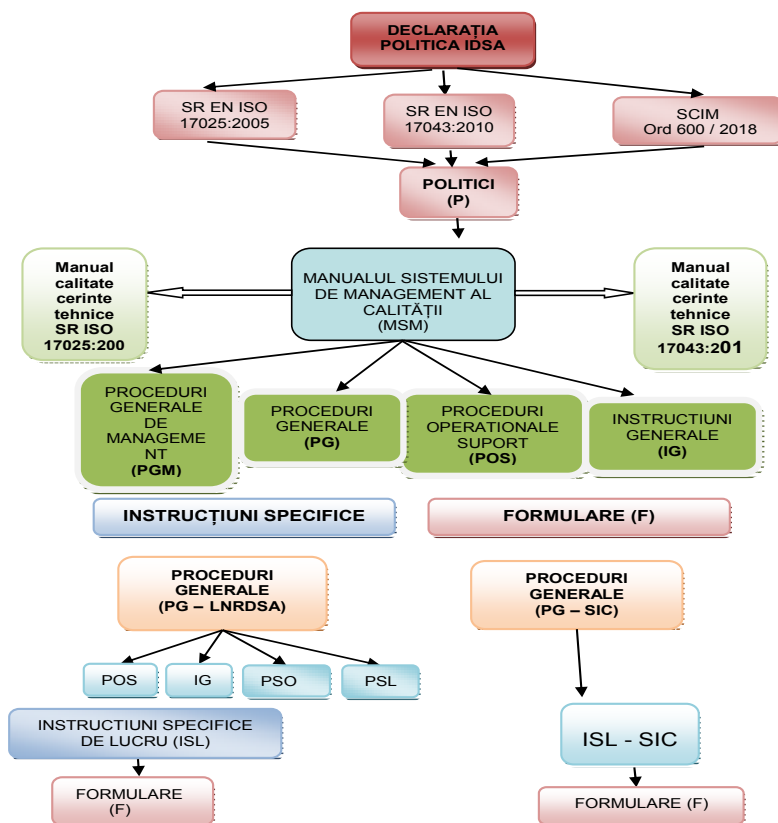 DECLARAȚIA
POLITICA IDSA
SR EN ISO
17025:2005
SR EN ISO
17043:2010
SCIM
Ord 600 / 2018
POLITICI
(P)
Manual
calitate
cerinte
tehnice
SR ISO
17025:200
MANUALUL SISTEMULUI
DE MANAGEMENT AL
CALITĂȚII
(MSM)
Manual
calitate
cerinte
tehnice
SR ISO
17043:201
PROCEDURI
GENERALE
DE
MANAGEME
NT
(PGM)
PROCEDURI
GENERALE
(PG)
PROCEDURI
OPERATIONALE
SUPORT
(POS)
INSTRUCTIUNI
GENERALE
(IG)
INSTRUCȚIUNI SPECIFICE
FORMULARE (F)
PROCEDURI
GENERALE
(PG – LNRDSA)
PROCEDURI
GENERALE
(PG – SIC)
POS
IG
PSO
PSL
INSTRUCTIUNI SPECIFICE
DE LUCRU (ISL)
ISL - SIC
FORMULARE
(F)
FORMULARE (F)